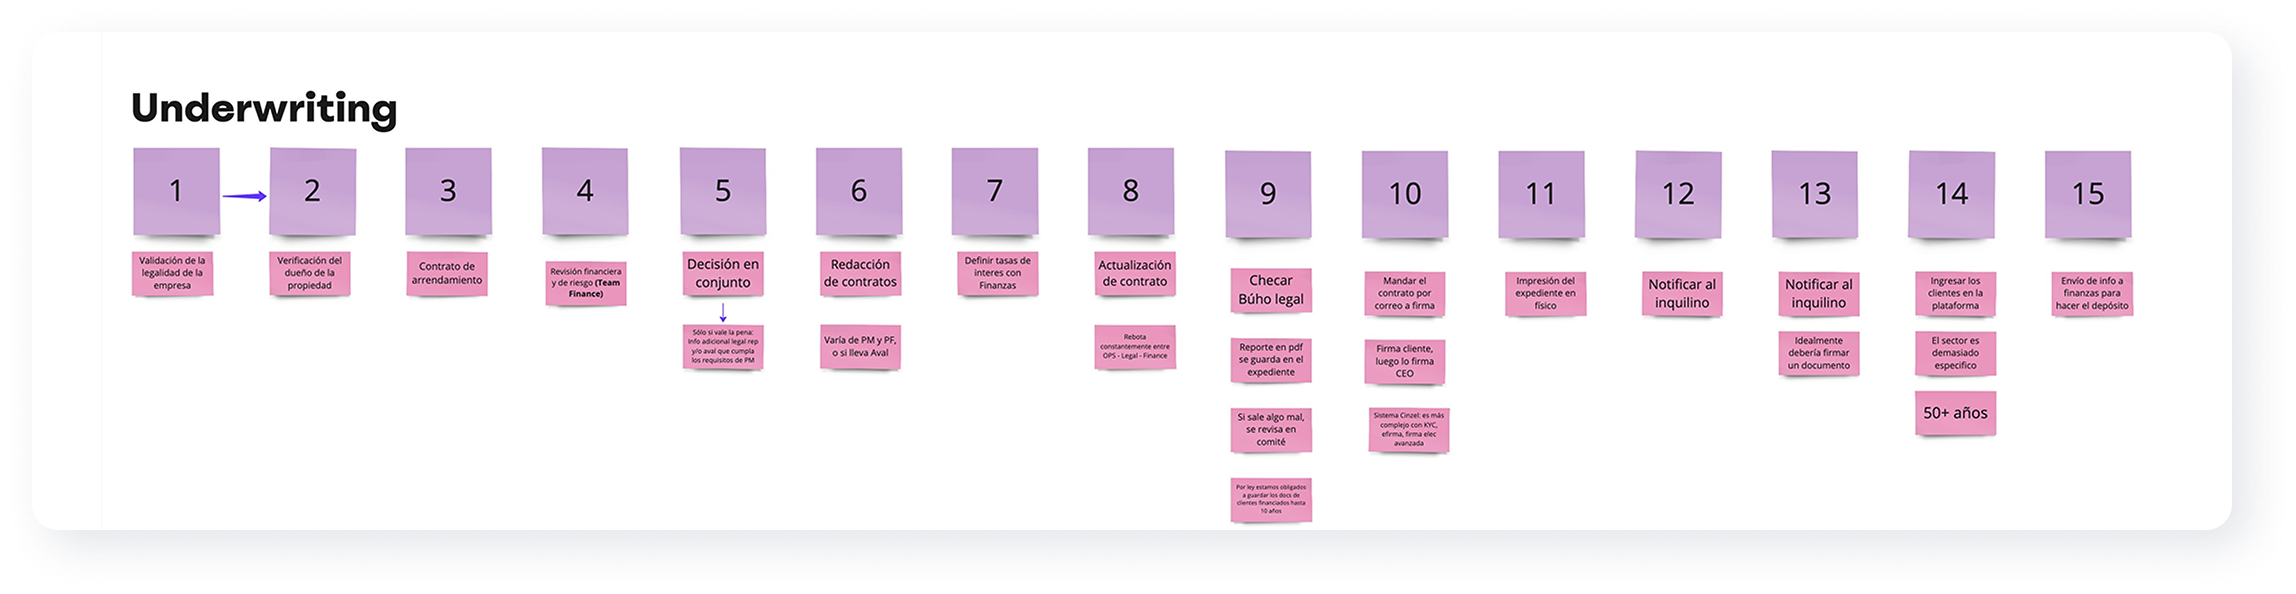 Underwriting
1
2
3
4
5
6
7
8
9
10
11
12
13
14
15
Validación de la
legalidad de la
empresa
Verificación del
dueño de la
propiedad
Contrato de
arrendamiento
Revisión financiera
y de riesgo (Team
Finance)
Decisión en
conjunto
Sólo si vale la pena:
Info adicional legal rep
y/o aval que cumpla
los requisitos de PM
Redacción
de contratos
Varía de PM y PF,
o si lleva Aval
Definir tasas de
interes con
Finanzas
Actualización
de contrato
Rebota
constantemente entre
OPS - Legal - Finance
Checar
Búho legal
Reporte en pdf
se guarda en el
expediente
Si sale algo mal,
se revisa en
comité
Por ley estamos obligados
a guardar los docs de
clientes financiados hasta
10 años
Mandar el
contrato por
correo a firma
Firma cliente,
luego lo firma
CEO
Sistema Cinzel: es más
complejo con KYC,
efirma, firma elec
avanzada
Impresión del
expediente en
físico
Notificar al
inquilino
Notificar al
inquilino
Idealmente
debería firmar
un documento
Ingresar los
clientes en la
plataforma
El sector es
demasiado
especifico
50+ años
Envío de info a
finanzas para
hacer el depósito